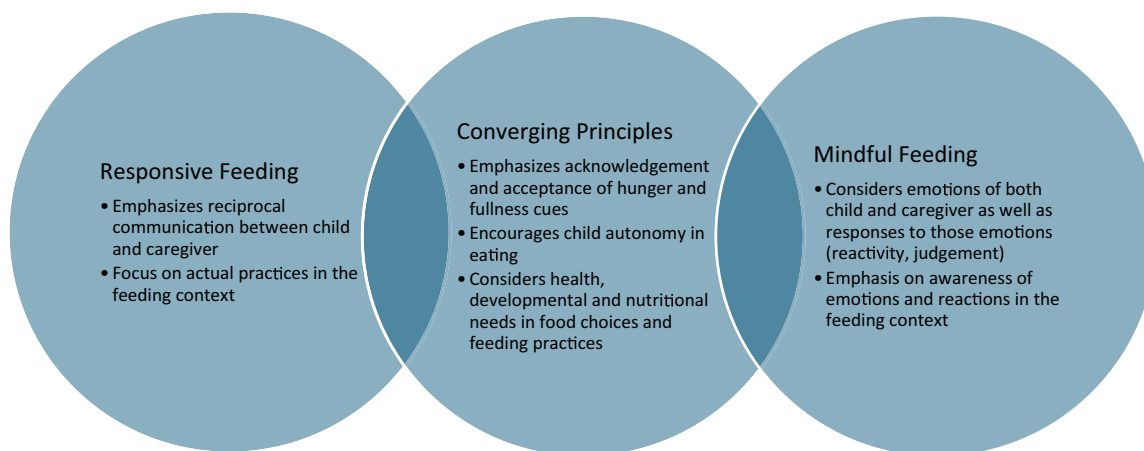 Responsive Feeding
• Emphasizes reciprocal
communication between child
and caregiver
• Focus on actual practices in the
feeding context
Converging Principles
• Emphasizes acknowledgement
and acceptance of hunger and
fullness cues
• Encourages child autonomy in
eating
• Considers health,
developmental and nutritional
needs in food choices and
feeding practices
Mindful Feeding
• Considers emotions of both
child and caregiver as well as
responses to those emotions
(reactivity, judgement)
• Emphasis on awareness of
emotions and reactions in the
feeding context